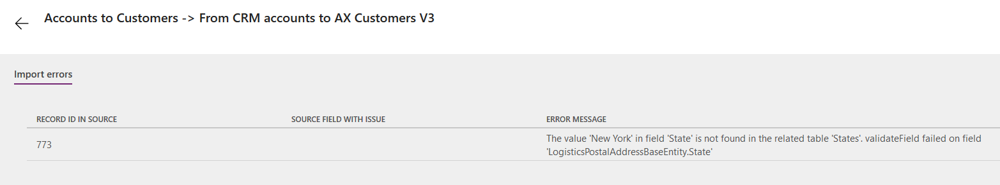 Accounts to Customers -> From CRM accounts to AX Customers V3
Import errors
RECORD ID IN SOURCE SOURCE FIELD WITH ISSUE ERROR MESSAGE
773 The value 'New York' in field 'State' is not found in the related table 'States'. validateField failed on field
'LogisticsPostalAddressBaseEntity.State'